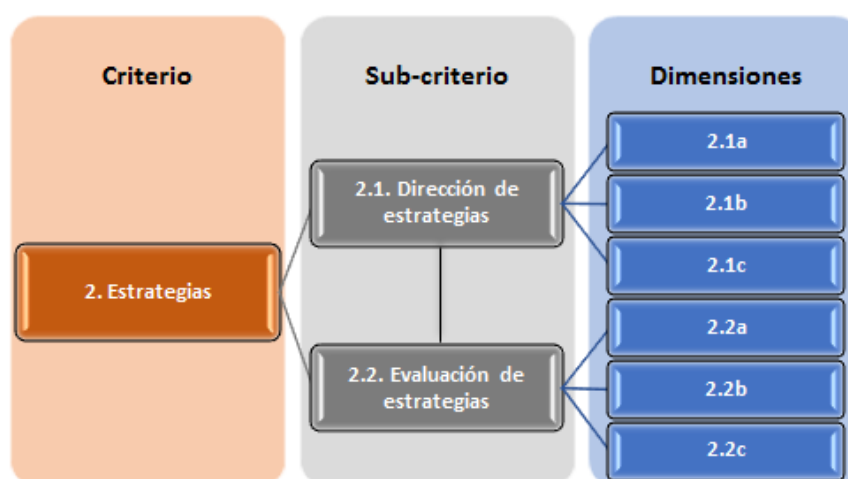 Criterio
Sub-criterio
Dimensiones
2. Estrategias
2.1. Dirección de
estrategias
2.2. Evaluación de
estrategias
2.1a
2.1b
2.1c
2.2a
2.2b
2.2c